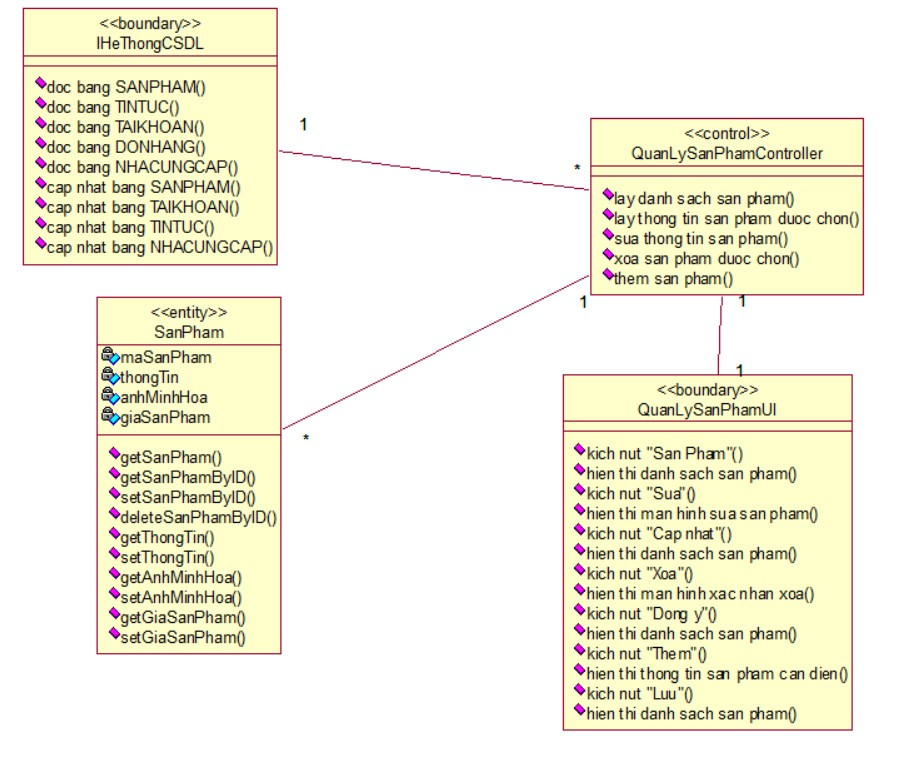 <<boundary>>
IHeThongCSDL
doc bang SANPHAM()
doc bang TINTUC()
doc bang TAIKHOAN()
doc bang DONHANG()
doc bang NHACUNGCAP()
cap nhat bang SANPHAM()
cap nhat bang TAIKHOAN()
cap nhat bang TINTUC()
cap nhat bang NHACUNGCAP()
1
*
<<control>>
QuanLySanPhamController
lay danh sach san pham()
lay thong tin san pham duoc chon()
sua thong tin san pham()
xoa san pham duoc chon()
them san pham()
1
1
<<entity>>
SanPham
maSanPham
thongTin
anhMinhHoa
giaSanPham
getSanPham()
getSanPhamByID()
setSanPhamByID()
deleteSanPhamByID()
getThongTin()
setThongTin()
getAnhMinhHoa()
setAnhMinhHoa()
getGiaSanPham()
setGiaSanPham()
*
1
<<boundary>>
QuanLySanPhamUI
kich nut "San Pham"()
hien thi danh sach san pham()
kich nut "Sua"()
hien thi man hinh sua san pham()
kich nut "Cap nhat"()
hien thi danh sach san pham()
kich nut "Xoa"()
hien thi man hinh xac nhan xoa()
kich nut "Dong y"()
hien thi danh sach san pham()
kich nut "Them"()
hien thi thong tin san pham can dien()
kich nut "Luu"()
hien thi danh sach san pham()